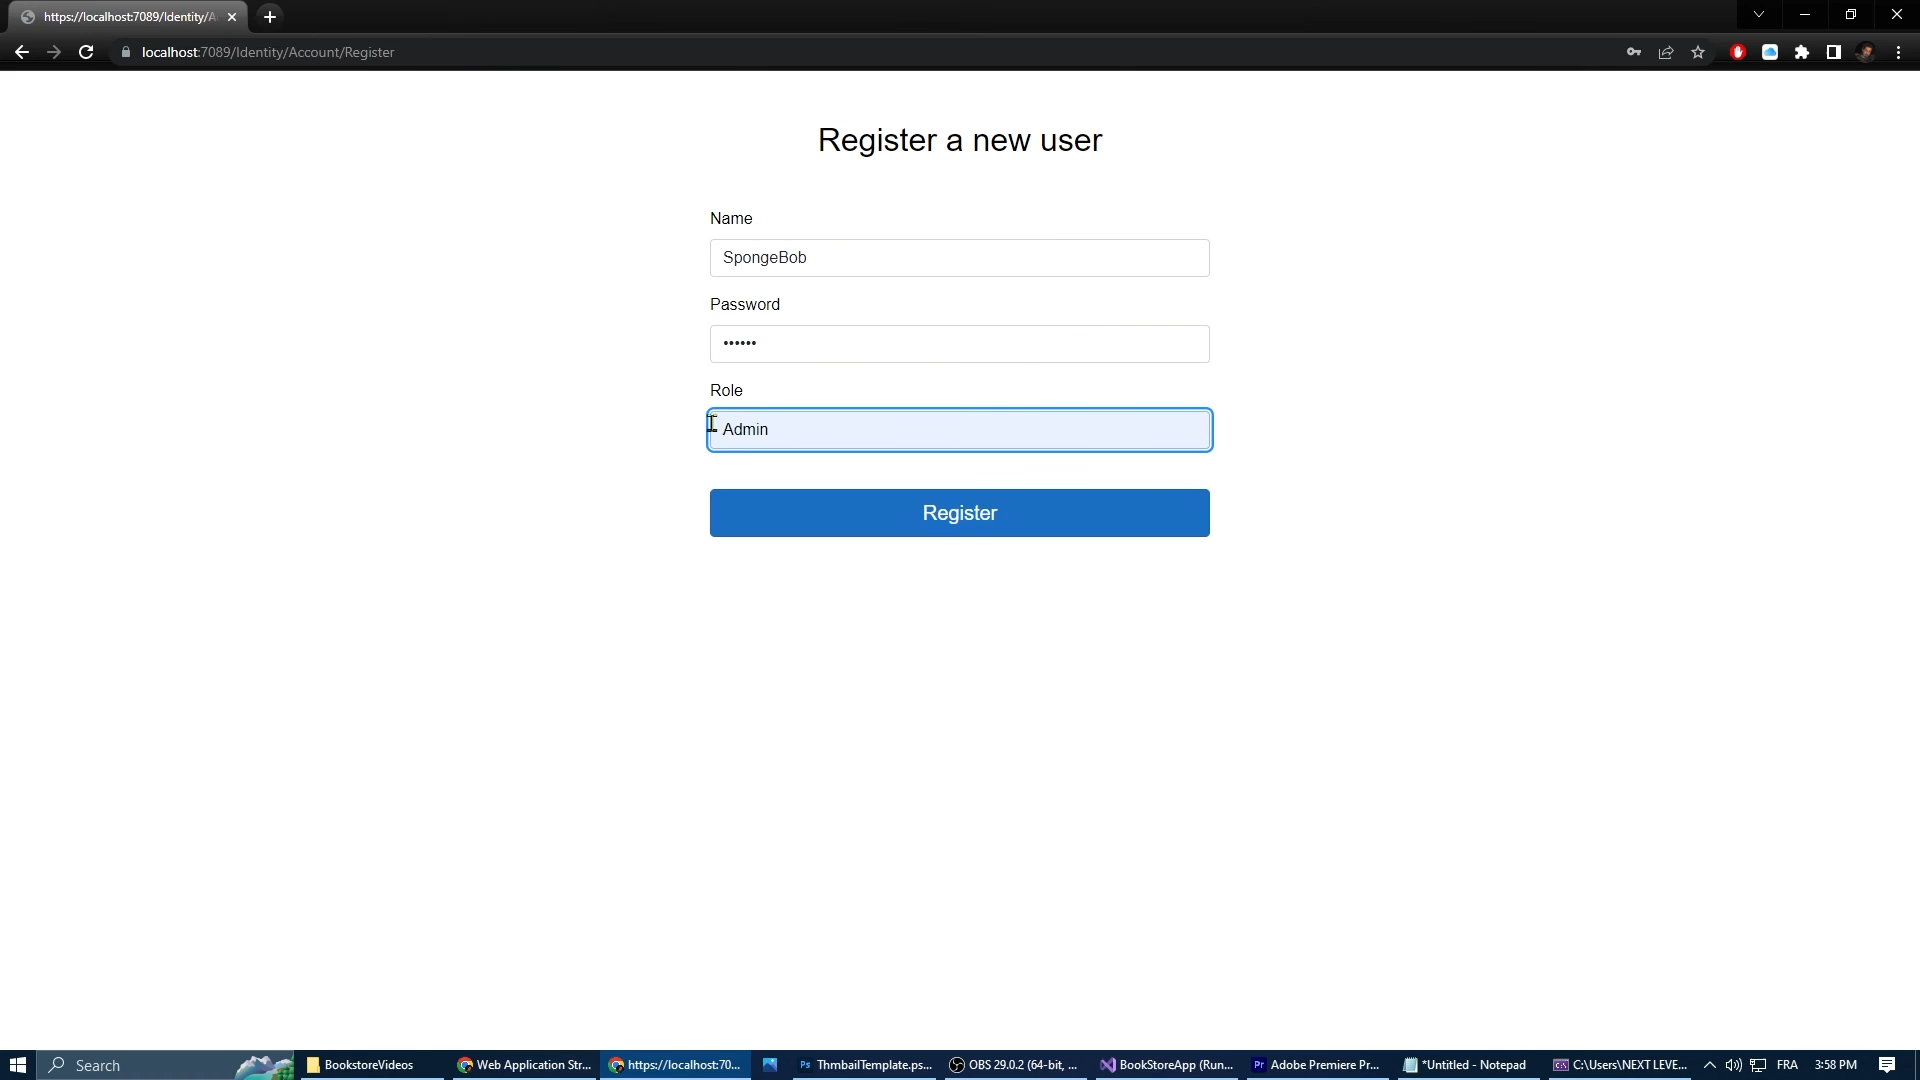 https://localhost:7089/Identity/A
localhost:7089/Identity/Account/Register
Register a new user
Name
SpongeBob
Password
••••••
Role
Admin
Register
Search
BookstoreVideos
Web Application Str...
https://localhost:70...
Ps
ThmbailTemplate.ps...
OBS 29.0.2 (64-bit, ...
BookStoreApp (Run...
Pr
Adobe Premiere Pr...
*Untitled - Notepad
C:\Users\NEXT LEVE...
FRA
3:58 PM